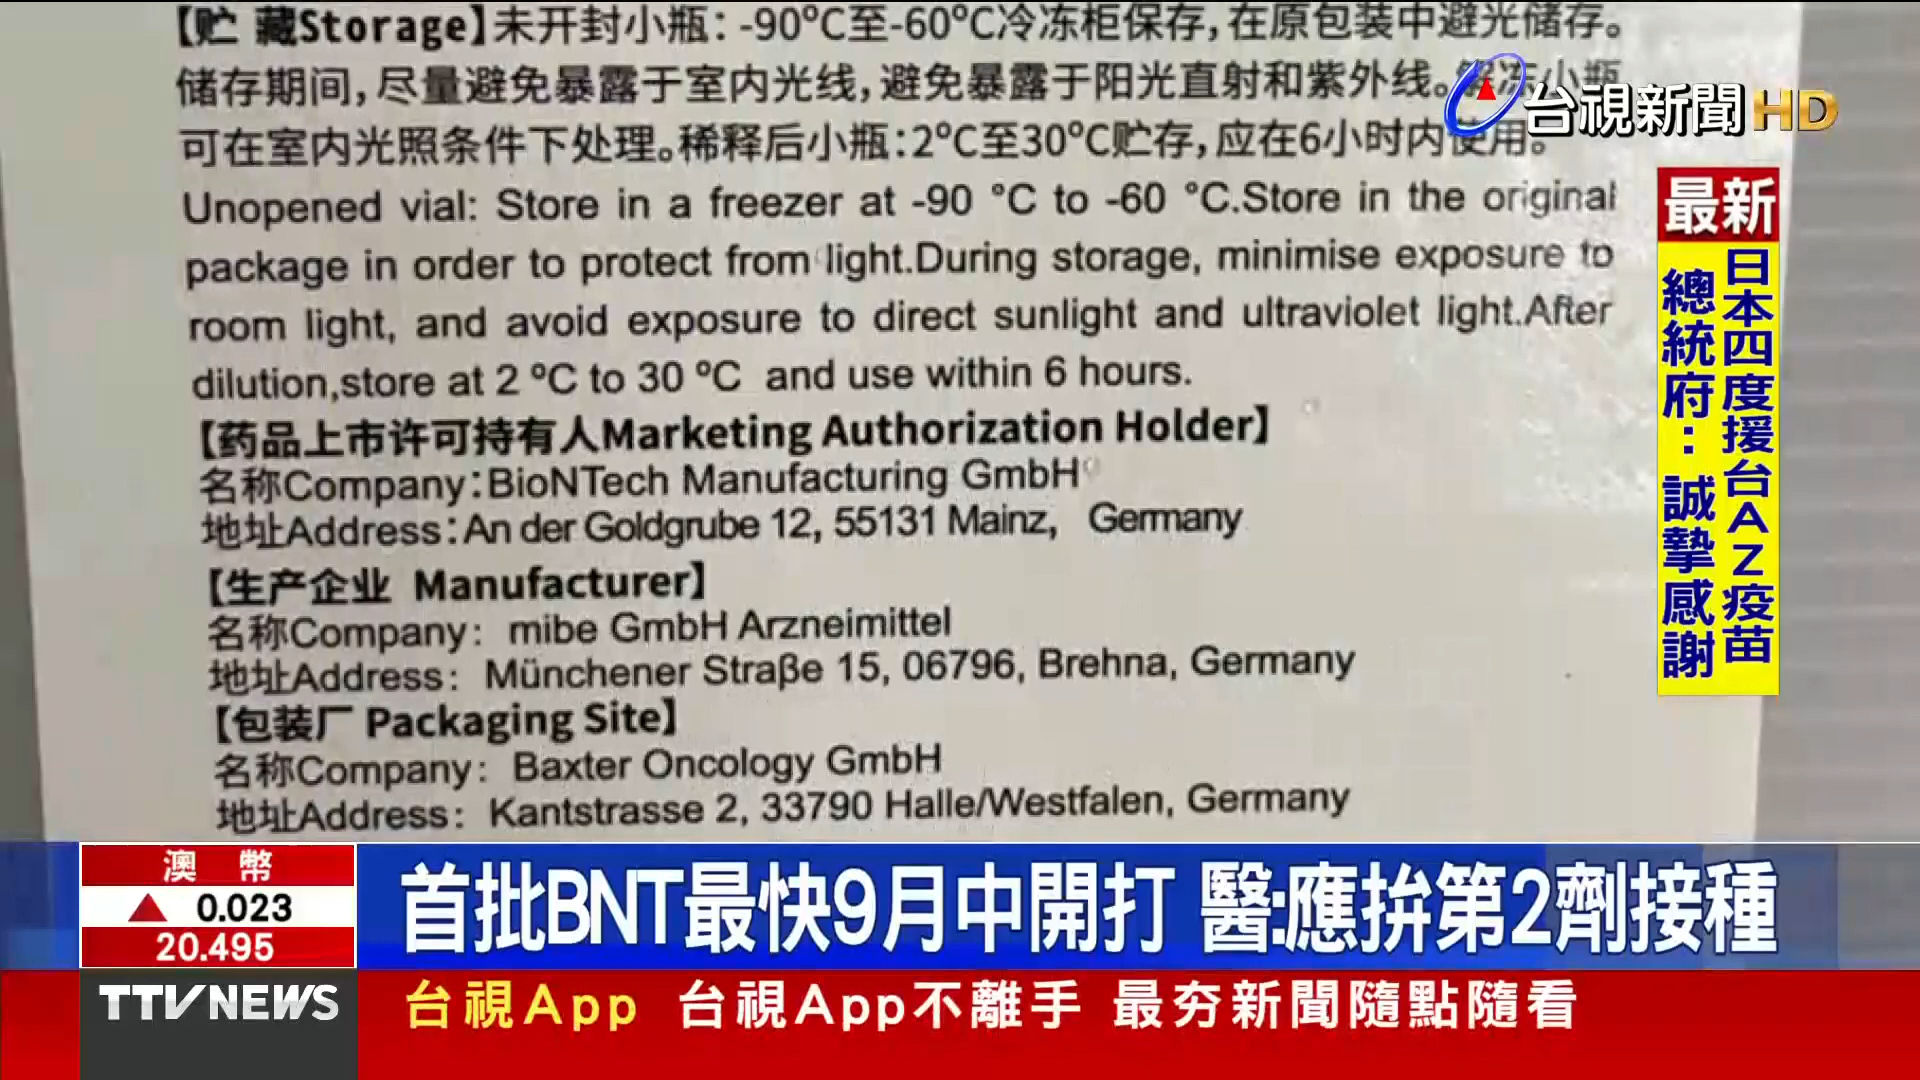 【贮 藏Storage】未开封小瓶：-90°C至-60°C冷冻柜保存，在原包装中避光储存。
储存期间，尽量避免暴露于室内光线，避免暴露于阳光直射和紫外线。解冻小瓶
可在室内光照条件下处理。稀释后小瓶：2°C至30°C贮存，应在6小时内使用。
Unopened vial: Store in a freezer at -90 °C to -60 °C.Store in the original
package in order to protect from light.During storage, minimise exposure to
room light, and avoid exposure to direct sunlight and ultraviolet light.After
dilution,store at 2 ºC to 30 ºC and use within 6 hours.
【药品上市许可持有人Marketing Authorization Holder】
名称Company:BioNTech Manufacturing GmbH
地址Address:An der Goldgrube 12, 55131 Mainz, Germany
【生产企业 Manufacturer】
名称Company: mibe GmbH Arzneimittel
地址Address: Münchener Straβe 15, 06796, Brehna, Germany
【包装厂 Packaging Site】
名称Company: Baxter Oncology GmbH
地址Address: Kantstrasse 2, 33790 Halle/Westfalen, Germany
台視新聞HD
最新
日本四度援台AZ疫苗
總統府：誠摯感謝
澳 幣
▲ 0.023
20.495
首批BNT最快9月中開打 醫:應拚第2劑接種
TTV NEWS
台視App 台視App不離手 最夯新聞隨點隨看